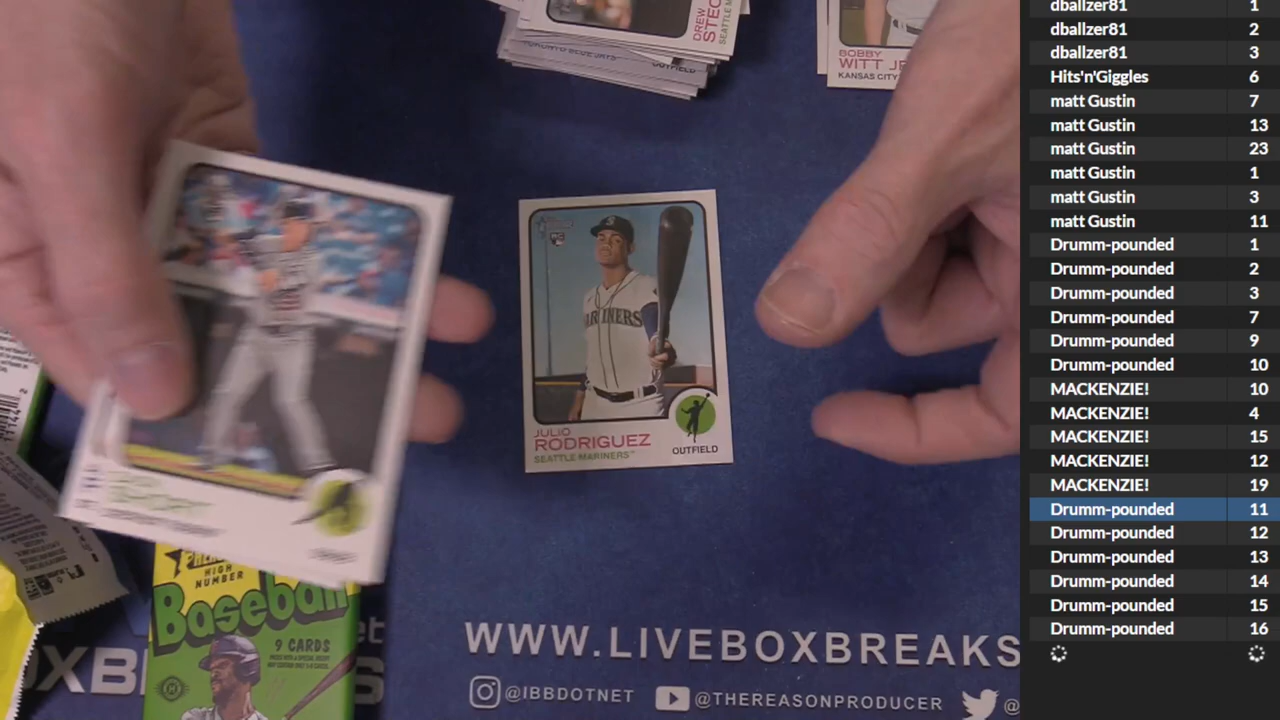 DREW
SEATTLE M
TORONTO BLUE JAYS
OUTFIELD
BOBBY
WITT JR
KANSAS CITY
RC
MARINERS
JULIO
RODRIGUEZ
SEATTLE MARINERS™
OUTFIELD
HIGH
NUMBER
Baseball
9 CARDS
WWW.LIVEBOXBREAKS
@IBBDOTNET
@THEREASONPRODUCER
@
dballzer81 1
dballzer81 2
dballzer81 3
Hits'n'Giggles 6
matt Gustin 7
matt Gustin 13
matt Gustin 23
matt Gustin 1
matt Gustin 3
matt Gustin 11
Drumm-pounded 1
Drumm-pounded 2
Drumm-pounded 3
Drumm-pounded 7
Drumm-pounded 9
Drumm-pounded 10
MACKENZIE! 10
MACKENZIE! 4
MACKENZIE! 15
MACKENZIE! 12
MACKENZIE! 19
Drumm-pounded 11
Drumm-pounded 12
Drumm-pounded 13
Drumm-pounded 14
Drumm-pounded 15
Drumm-pounded 16